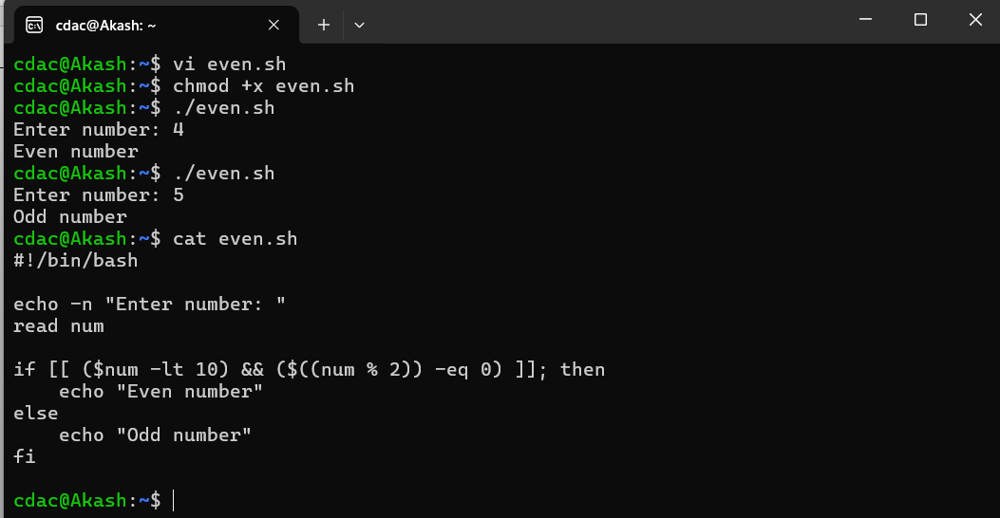 cdac@Akash: ~
cdac@Akash:~$ vi even.sh
cdac@Akash:~$ chmod +x even.sh
cdac@Akash:~$ ./even.sh
Enter number: 4
Even number
cdac@Akash:~$ ./even.sh
Enter number: 5
Odd number
cdac@Akash:~$ cat even.sh
#!/bin/bash

echo -n "Enter number: "
read num

if [[ ($num -lt 10) && ($((num % 2)) -eq 0) ]]; then
    echo "Even number"
else
    echo "Odd number"
fi

cdac@Akash:~$